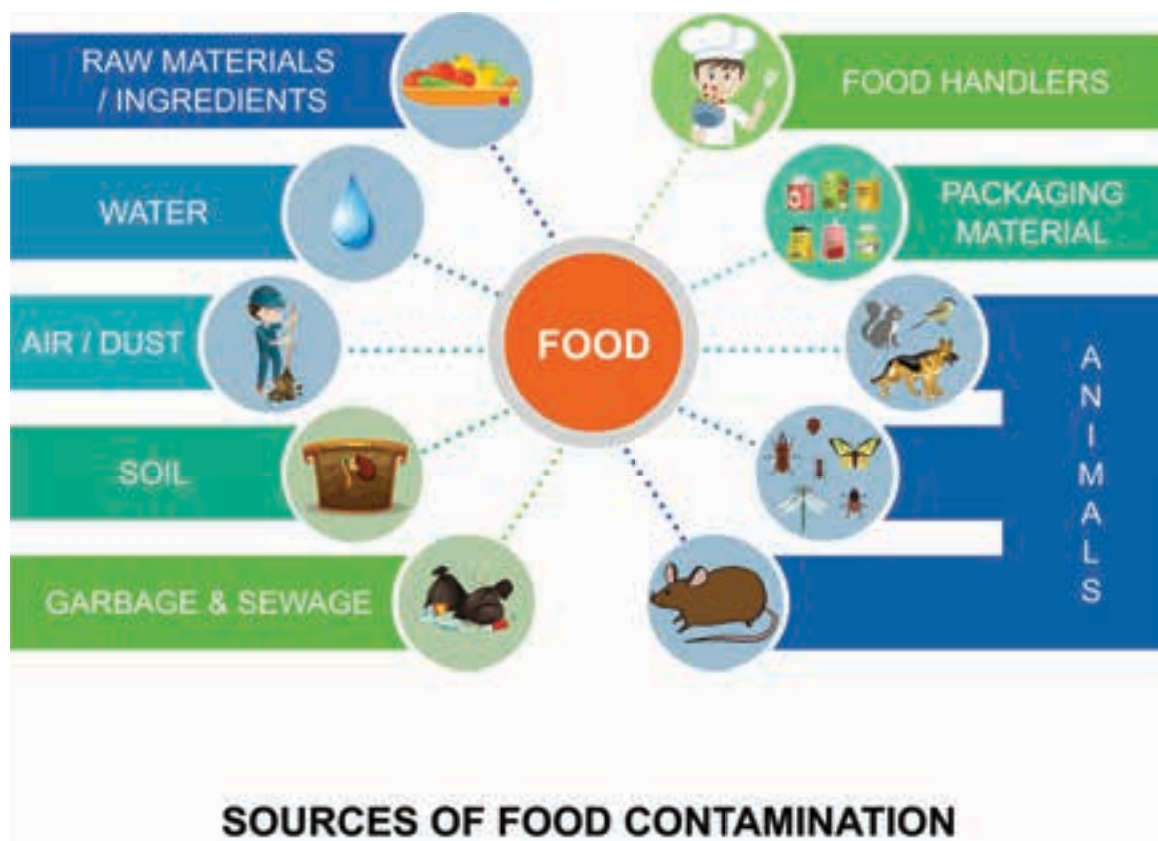 RAW MATERIALS
/ INGREDIENTS
WATER
AIR / DUST
SOIL
GARBAGE & SEWAGE
FOOD
FOOD HANDLERS
PACKAGING
MATERIAL
ANIMALS
SOURCES OF FOOD CONTAMINATION